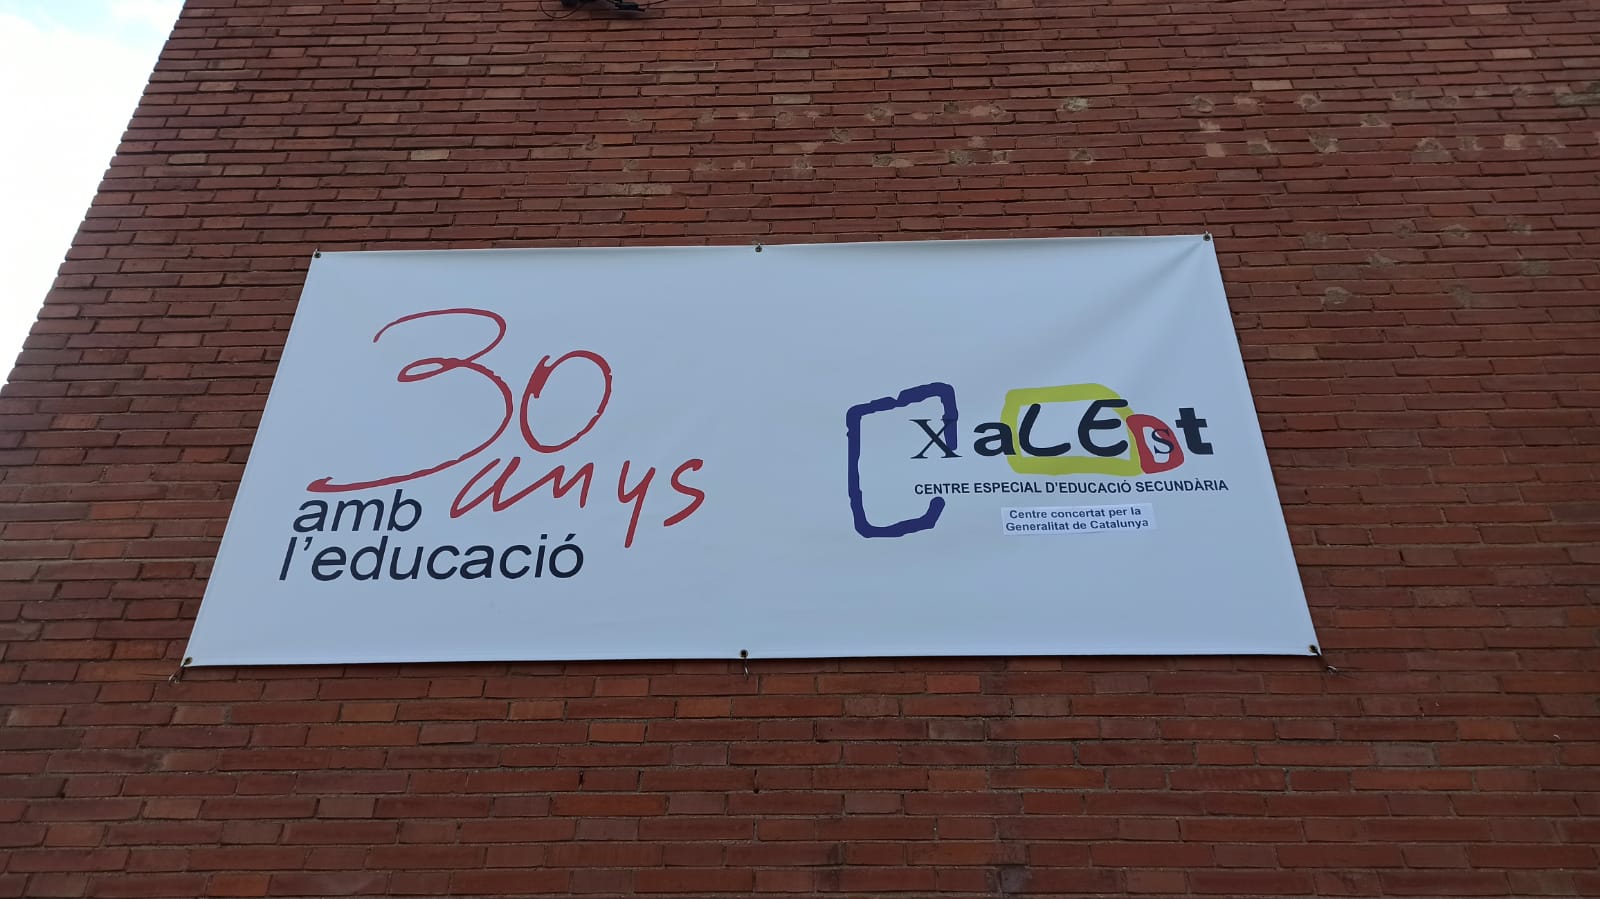 30
anys
amb
l'educació
XaLEst
CENTRE ESPECIAL D'EDUCACIÓ SECUNDÀRIA
Centre concertat per la
Generalitat de Catalunya